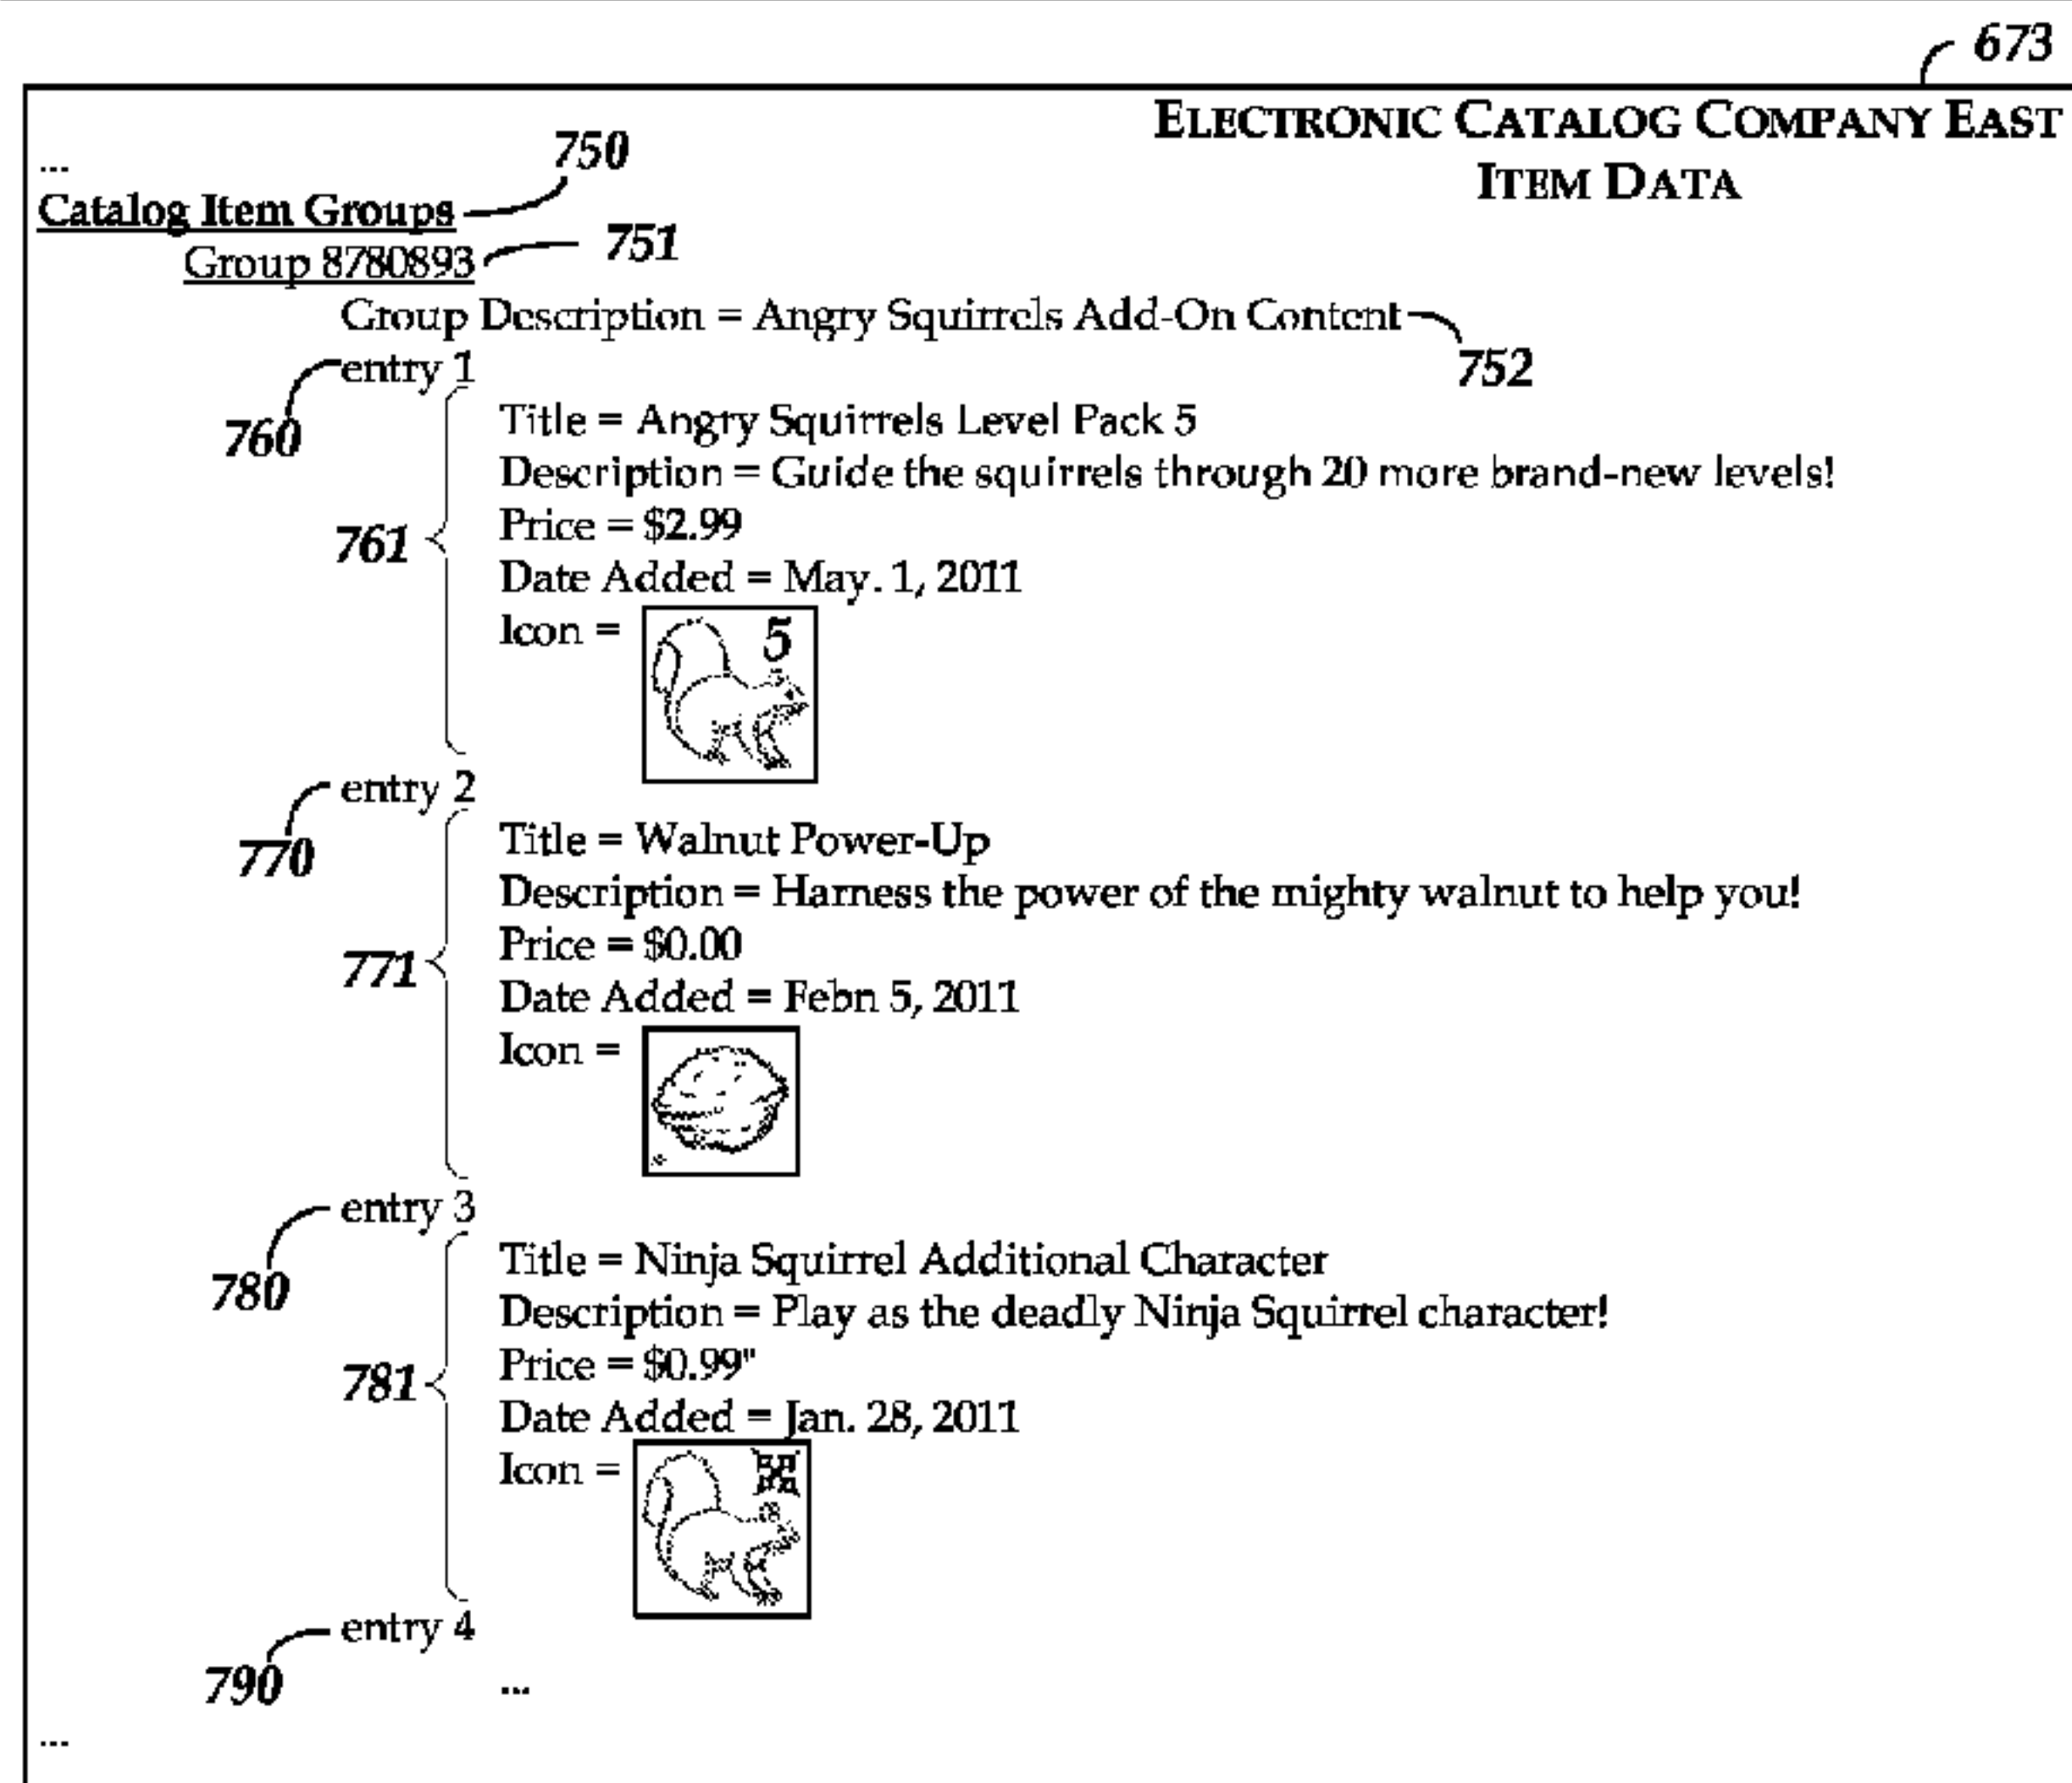 673
ELECTRONIC CATALOG COMPANY EAST
ITEM DATA
...
750
Catalog Item Groups
751
Group 8780893
Group Description = Angry Squirrels Add-On Content
752
entry 1
760
Title = Angry Squirrels Level Pack 5
Description = Guide the squirrels through 20 more brand-new levels!
Price = $2.99
761
Date Added = May. 1, 2011
Icon =
5
entry 2
770
Title = Walnut Power-Up
Description = Harness the power of the mighty walnut to help you!
Price = $0.00
771
Date Added = Febn 5, 2011
Icon =
entry 3
780
Title = Ninja Squirrel Additional Character
Description = Play as the deadly Ninja Squirrel character!
Price = $0.99"
781
Date Added = Jan. 28, 2011
Icon =
entry 4
790
...
...